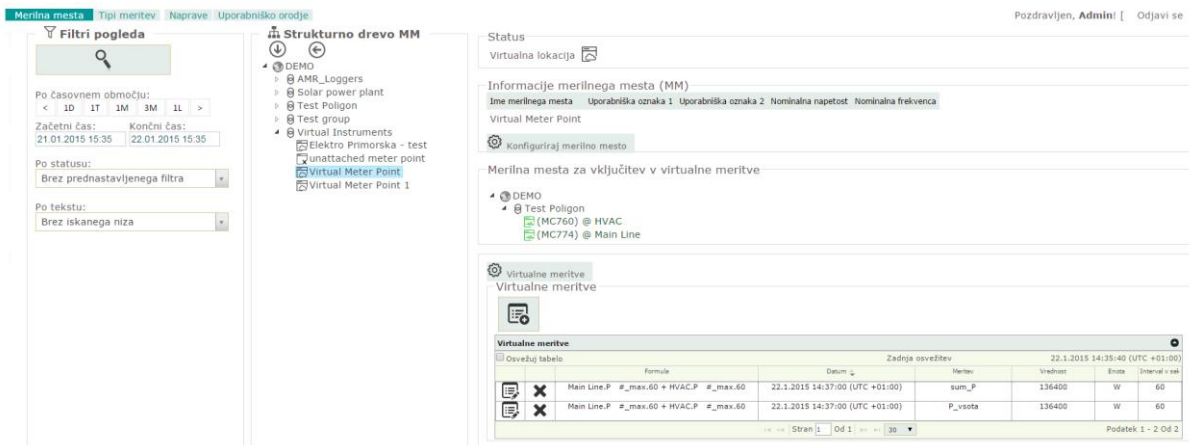 Merilna mesta Tipi meritev Naprave Uporabniško orodje
Pozdravljen, Admin! [ Odjavi se
Filtri pogleda
Po časovnem območju:
< 1D 1T 1M 3M 1L >
Začetni čas: Končni čas:
21.01.2015 15:35 22.01.2015 15:35
Po statusu:
Brez prednastavljenega filtra
Po tekstu:
Brez iskanega niza
Strukturno drevo MM
DEMO
AMR_Loggers
Solar power plant
Test Poligon
Test group
Virtual Instruments
Elektro Primorska - test
unattached meter point
Virtual Meter Point
Virtual Meter Point 1
Status
Virtualna lokacija
Informacije merilnega mesta (MM)
Ime merilnega mesta Uporabniška oznaka 1 Uporabniška oznaka 2 Nominalna napetost Nominalna frekvenca
Virtual Meter Point
Konfiguriraj merilno mesto
Merilna mesta za vključitev v virtualne meritve
DEMO
Test Poligon
(MC760) @ HVAC
(MC774) @ Main Line
Virtualne meritve
Virtualne meritve
Virtualne meritve
Osvežuj tabelo Zadnja osvežitev 22.1.2015 14:35:40 (UTC +01:00)
Formula Datum Meritev Vrednost Enota Interval v sek
Main Line.P #_max.60 + HVAC.P #_max.60 22.1.2015 14:37:00 (UTC +01:00) sum_P 136400 W 60
Main Line.P #_max.60 + HVAC.P #_max.60 22.1.2015 14:37:00 (UTC +01:00) P_vsota 136400 W 60
Stran 1 Od 1 30 Podatek 1 - 2 Od 2